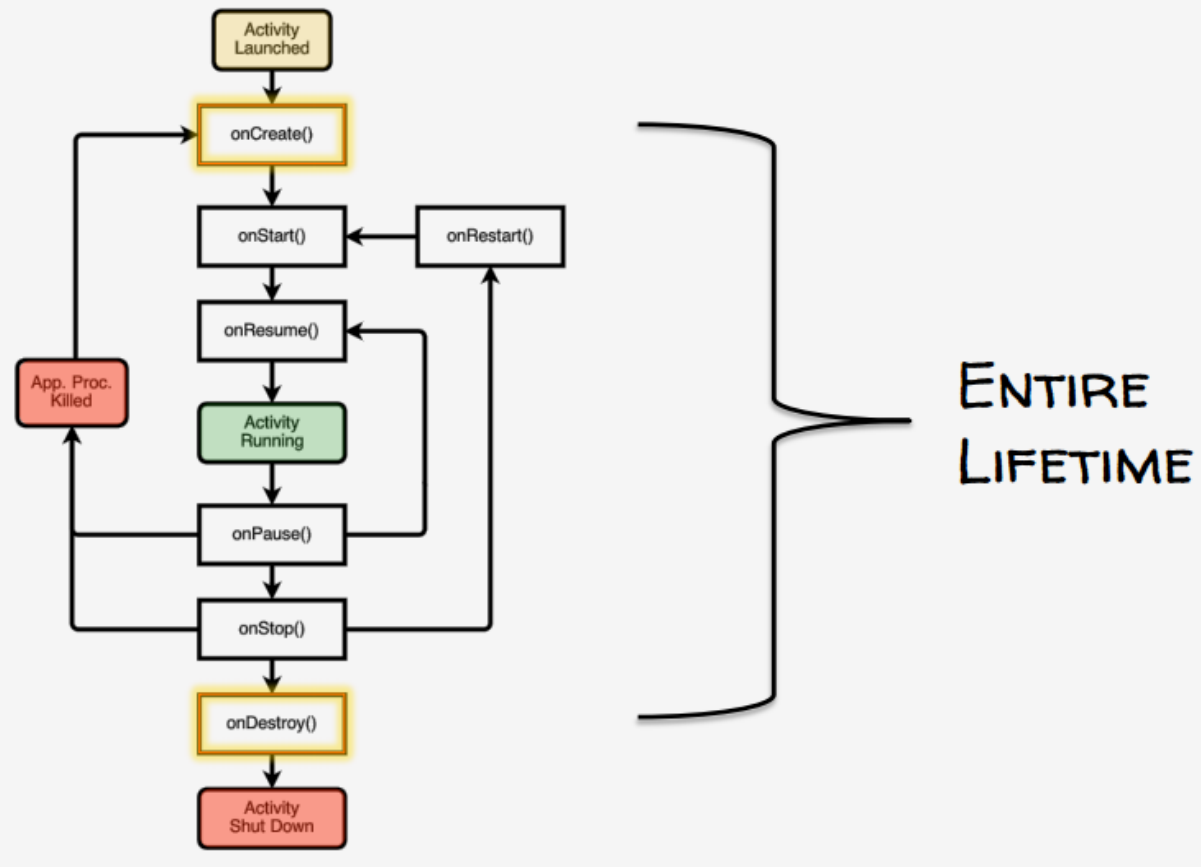 Activity
Launched
onCreate()
onStart()
onRestart()
onResume()
App. Proc.
Killed
Activity
Running
onPause()
onStop()
onDestroy()
Activity
Shut Down
ENTIRE
LIFETIME